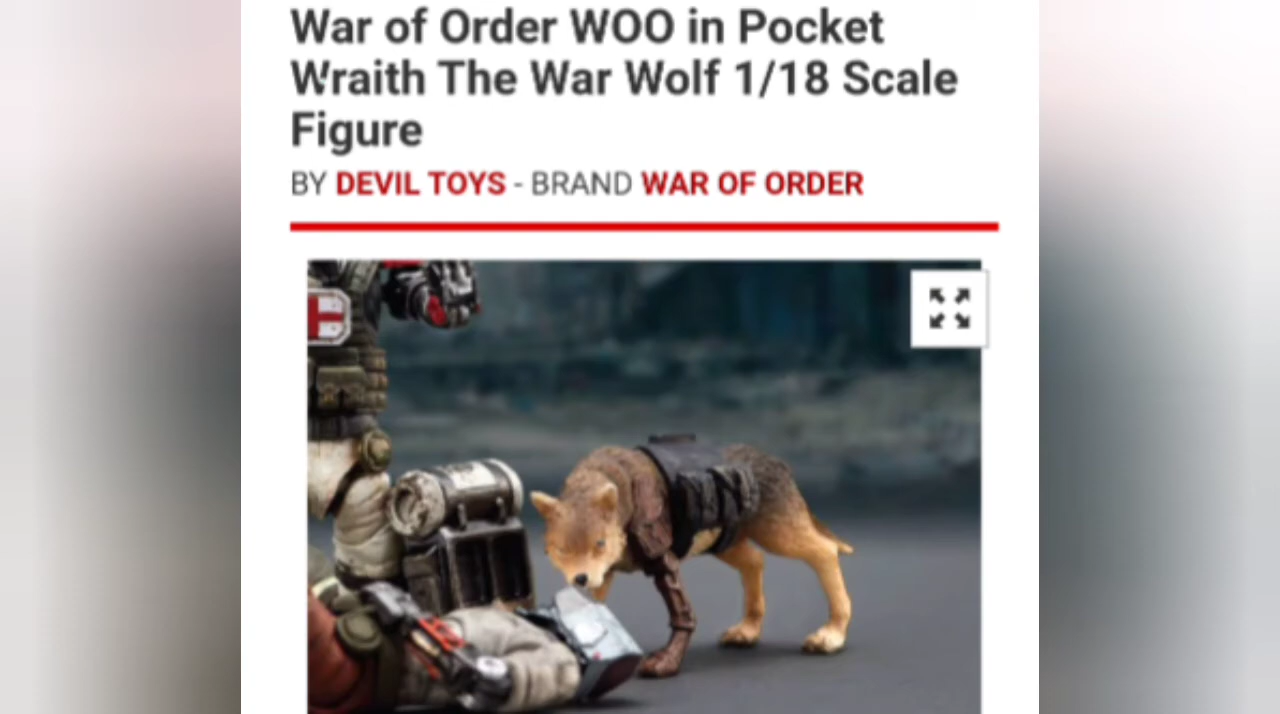 War of Order WOO in Pocket
Wraith The War Wolf 1/18 Scale
Figure
BY DEVIL TOYS - BRAND WAR OF ORDER